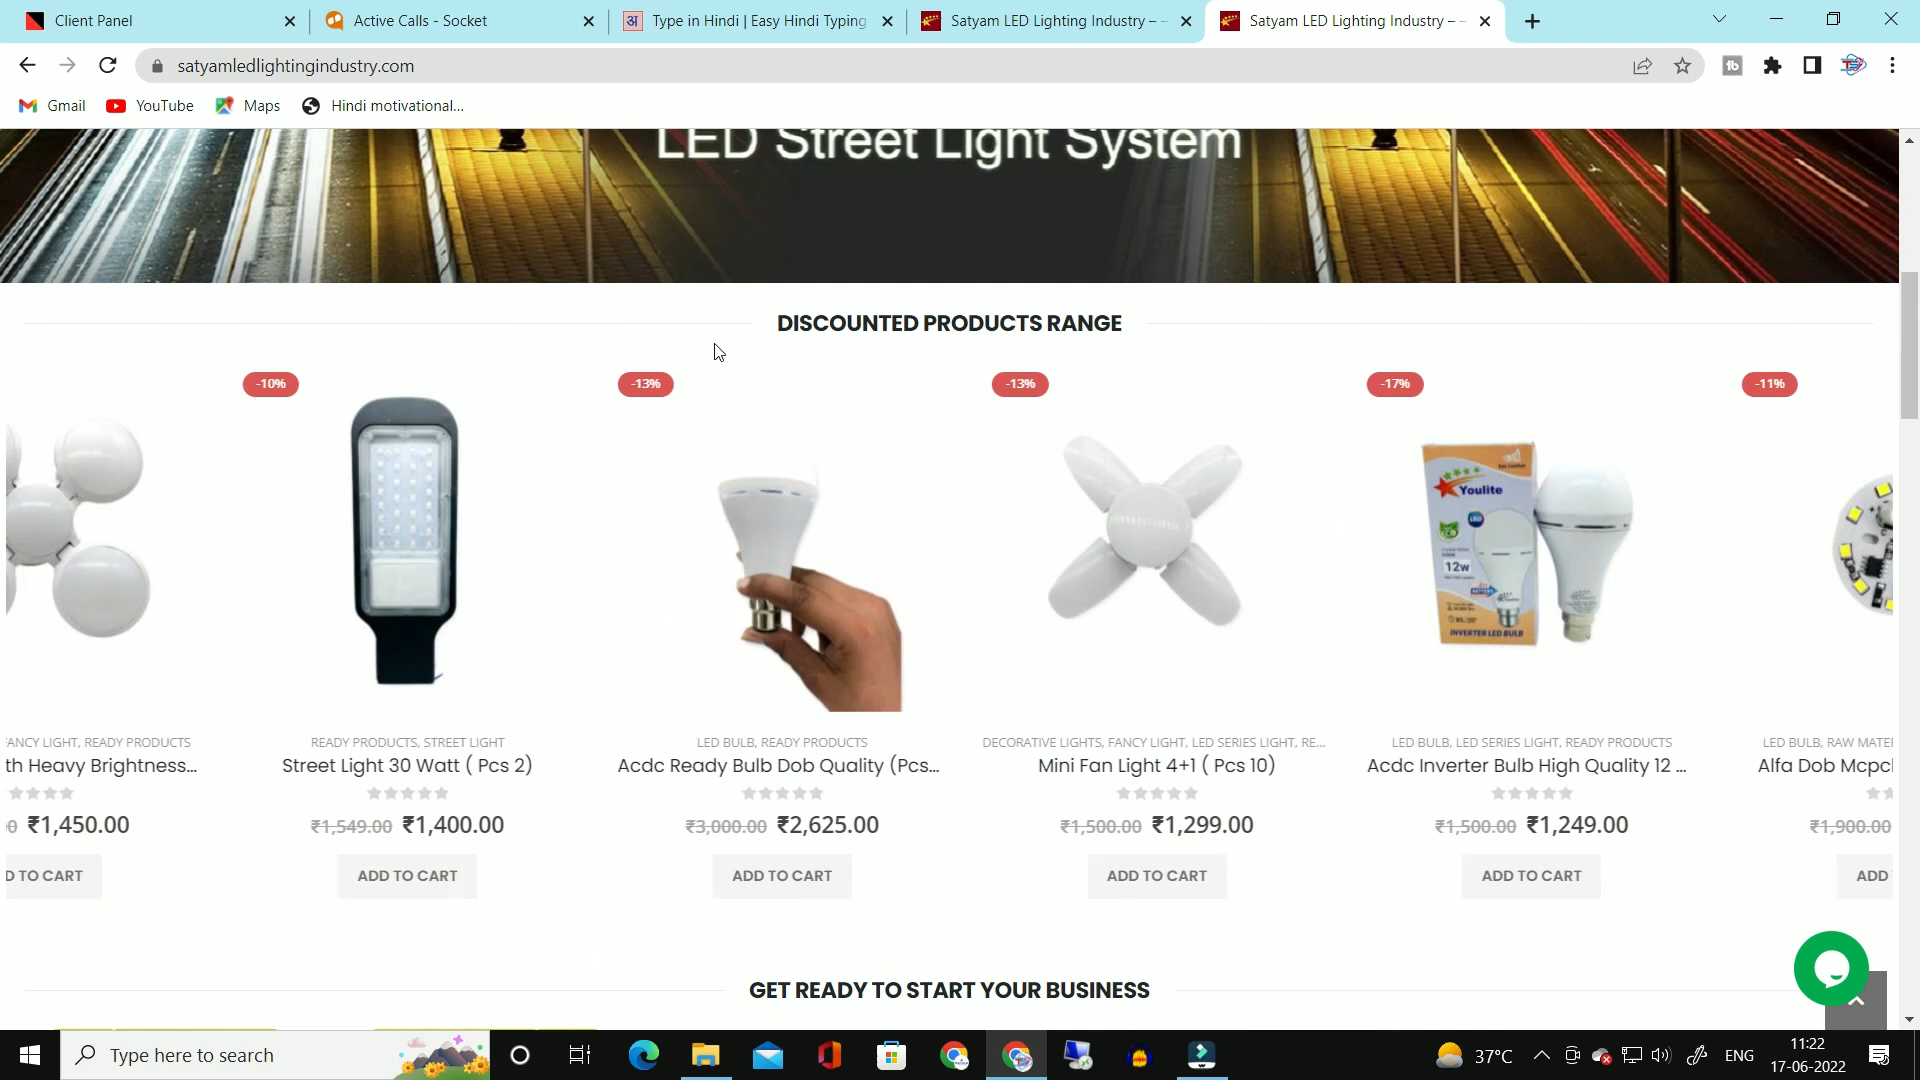 Client Panel
Active Calls - Socket
Type in Hindi | Easy Hindi Typing
Satyam LED Lighting Industry –
Satyam LED Lighting Industry –
satyamledlightingindustry.com
Gmail
YouTube
Maps
Hindi motivational...
LED Street Light System
DISCOUNTED PRODUCTS RANGE
-10%
-13%
-13%
-17%
-11%
Youlite
LED
12w
INVERTER LED BULB
ANCY LIGHT, READY PRODUCTS
READY PRODUCTS, STREET LIGHT
LED BULB, READY PRODUCTS
DECORATIVE LIGHTS, FANCY LIGHT, LED SERIES LIGHT, RE...
LED BULB, LED SERIES LIGHT, READY PRODUCTS
LED BULB, RAW MATER
th Heavy Brightness...
Street Light 30 Watt ( Pcs 2)
Acdc Ready Bulb Dob Quality (Pcs...
Mini Fan Light 4+1 ( Pcs 10)
Acdc Inverter Bulb High Quality 12 ...
Alfa Dob Mcpc
0 ₹1,450.00
₹1,549.00 ₹1,400.00
₹3,000.00 ₹2,625.00
₹1,500.00 ₹1,299.00
₹1,500.00 ₹1,249.00
₹1,900.00
D TO CART
ADD TO CART
ADD TO CART
ADD TO CART
ADD TO CART
ADD
GET READY TO START YOUR BUSINESS
Type here to search
37°C
ENG
11:22
17-06-2022